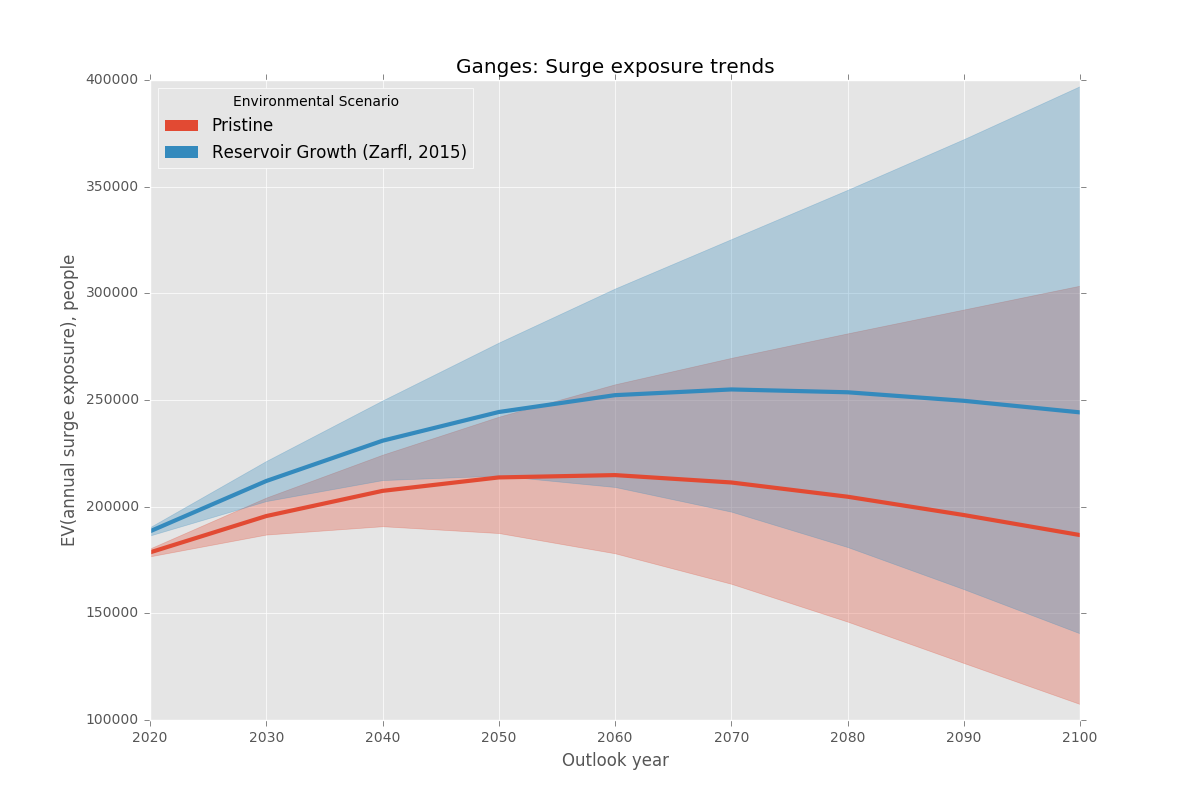 Ganges: Surge exposure trends
Environmental Scenario
Pristine
Reservoir Growth (Zarfl, 2015)
EV(annual surge exposure), people
400000
350000
300000
250000
200000
150000
100000
2020 2030 2040 2050 2060 2070 2080 2090 2100
Outlook year